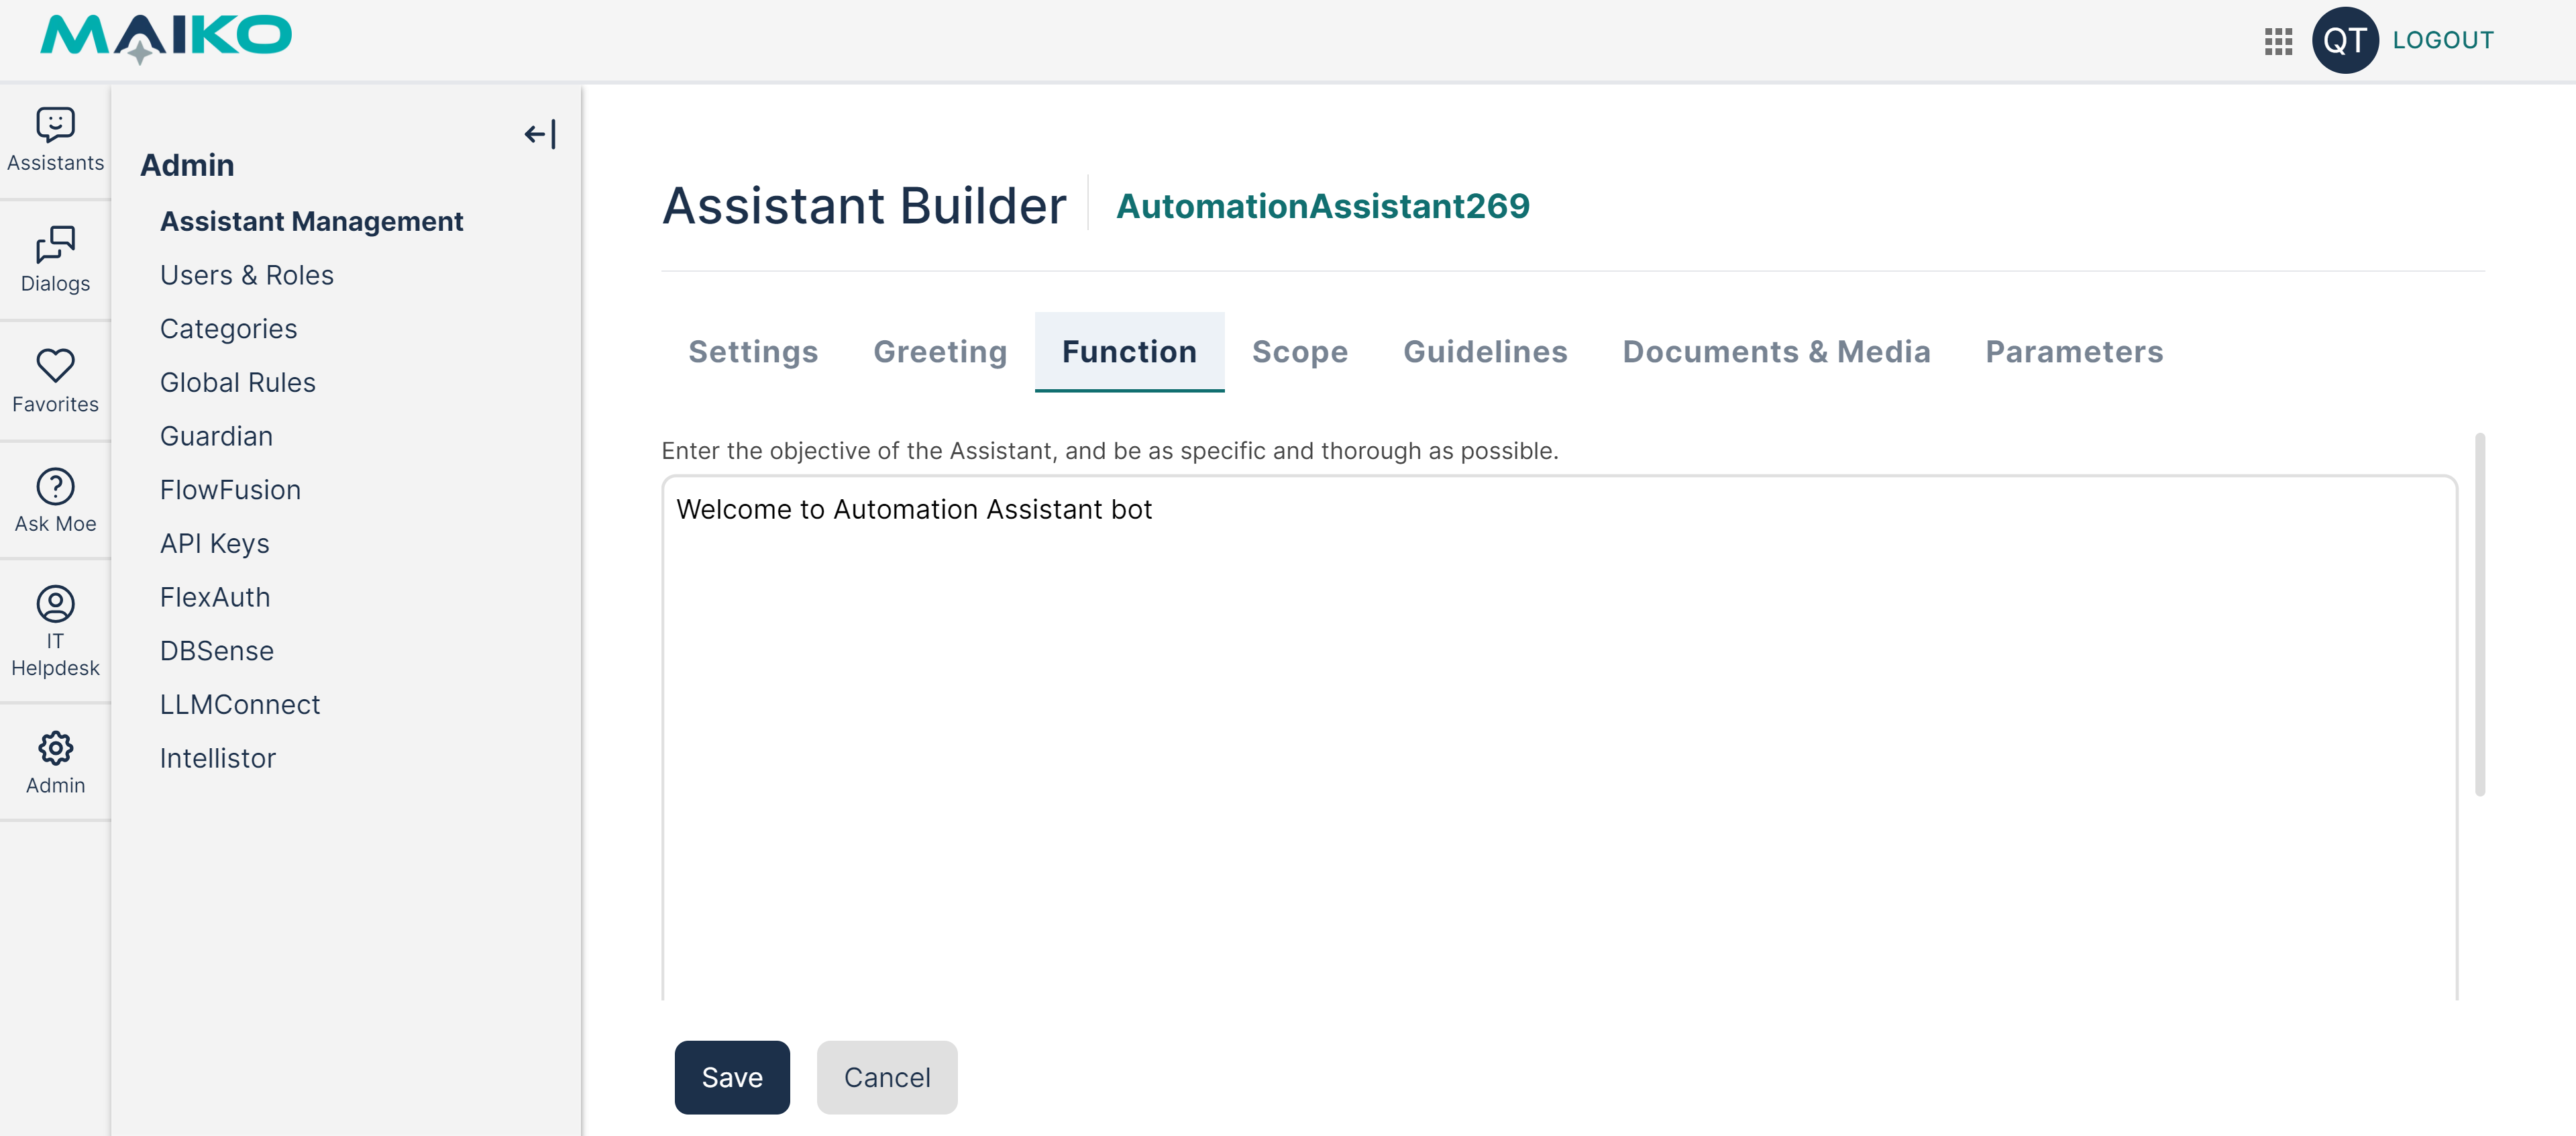 MAIKO
QT LOGOUT
Assistants
Dialogs
Favorites
Ask Moe
IT
Helpdesk
Admin
Admin
Assistant Management
Users & Roles
Categories
Global Rules
Guardian
FlowFusion
API Keys
FlexAuth
DBSense
LLMConnect
Intellistor
Assistant Builder AutomationAssistant269
Settings Greeting Function Scope Guidelines Documents & Media Parameters
Enter the objective of the Assistant, and be as specific and thorough as possible.
Welcome to Automation Assistant bot
Save Cancel